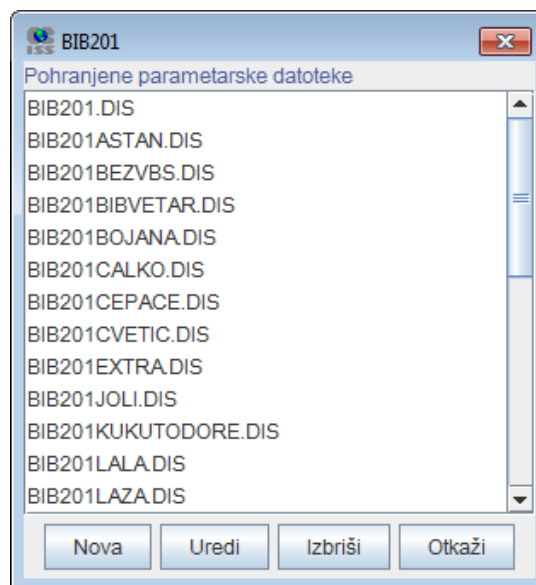 ISS
BIB201
Pohranjene parametarske datoteke
BIB201.DIS
BIB201ASTAN.DIS
BIB201BEZVBS.DIS
BIB201BIBVETAR.DIS
BIB201BOJANA.DIS
BIB201CALKO.DIS
BIB201CEPACE.DIS
BIB201CVETIC.DIS
BIB201EXTRA.DIS
BIB201JOLI.DIS
BIB201KUKUTODORE.DIS
BIB201LALA.DIS
BIB201LAZA.DIS
Nova Uredi Izbriši Otkaži